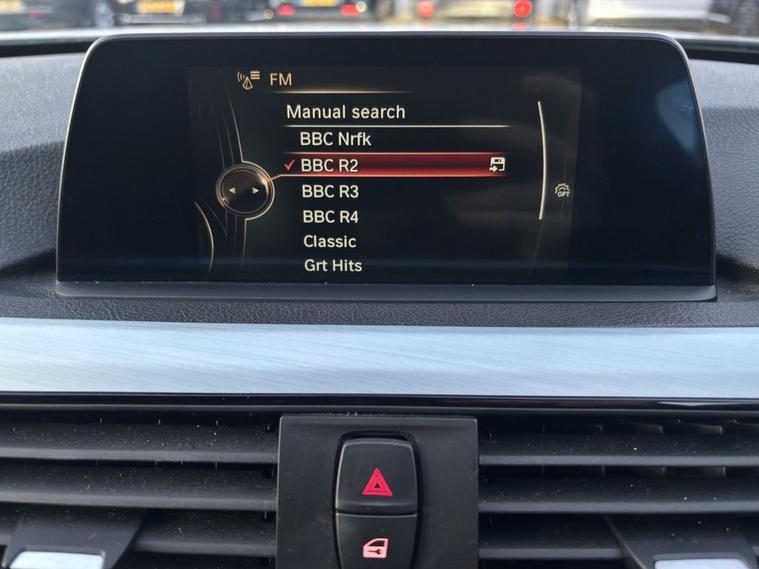 FM
Manual search
BBC Nrfk
BBC R2
BBC R3
OPT
BBC R4
Classic
Grt Hits